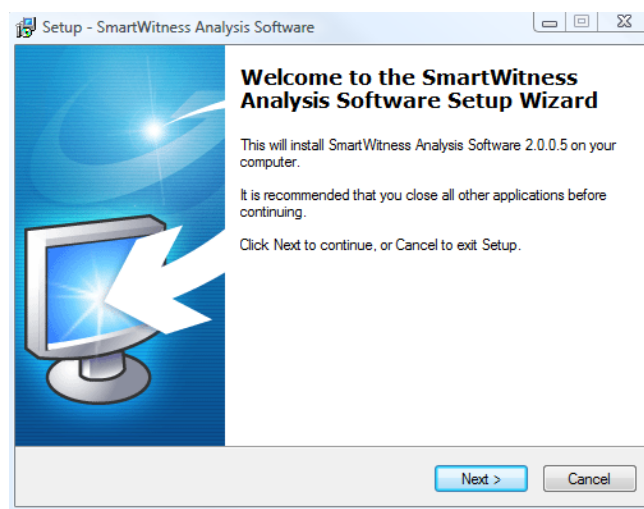 Setup - SmartWitness Analysis Software
Welcome to the SmartWitness
Analysis Software Setup Wizard
This will install SmartWitness Analysis Software 2.0.0.5 on your
computer.
It is recommended that you close all other applications before
continuing.
Click Next to continue, or Cancel to exit Setup.
Next >
Cancel